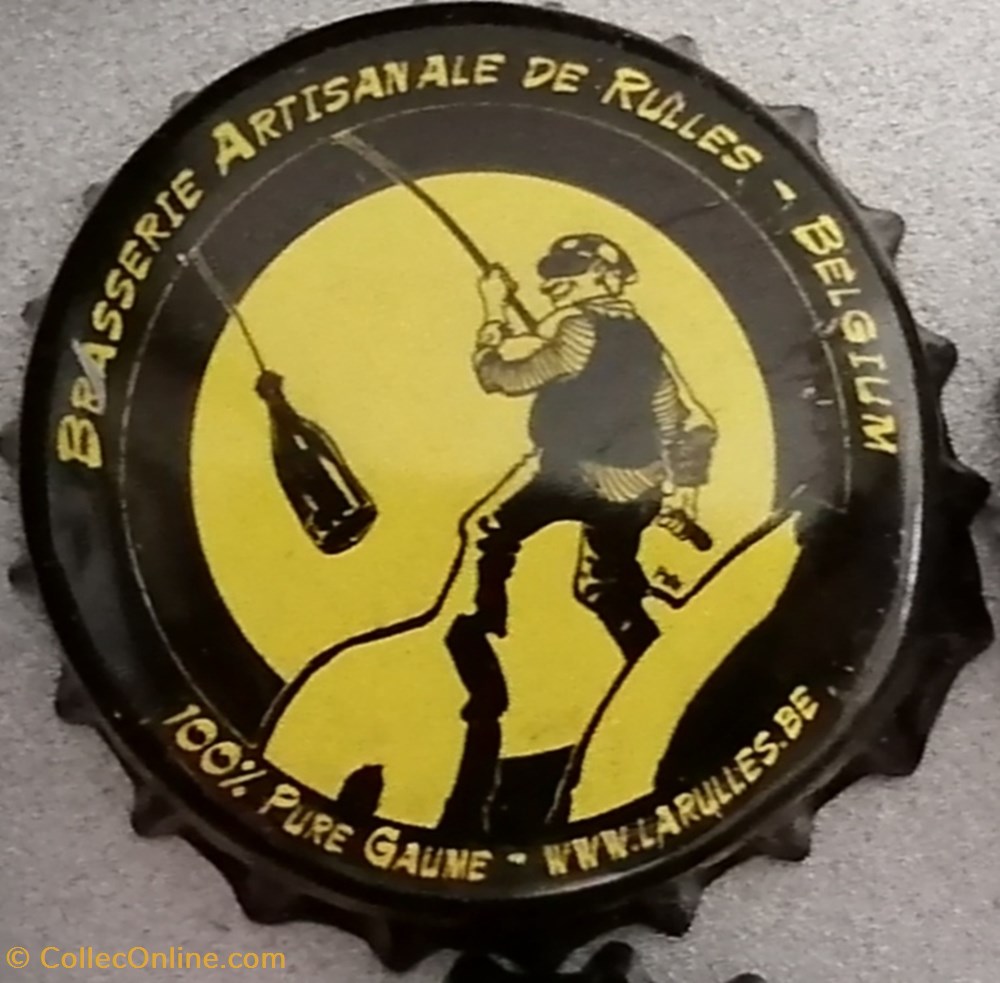 BRASSERIE ARTISANALE DE RULLES - BELGIUM
100% PURE GAUME - WWW.LARULLES.BE
© CollecOnline.com